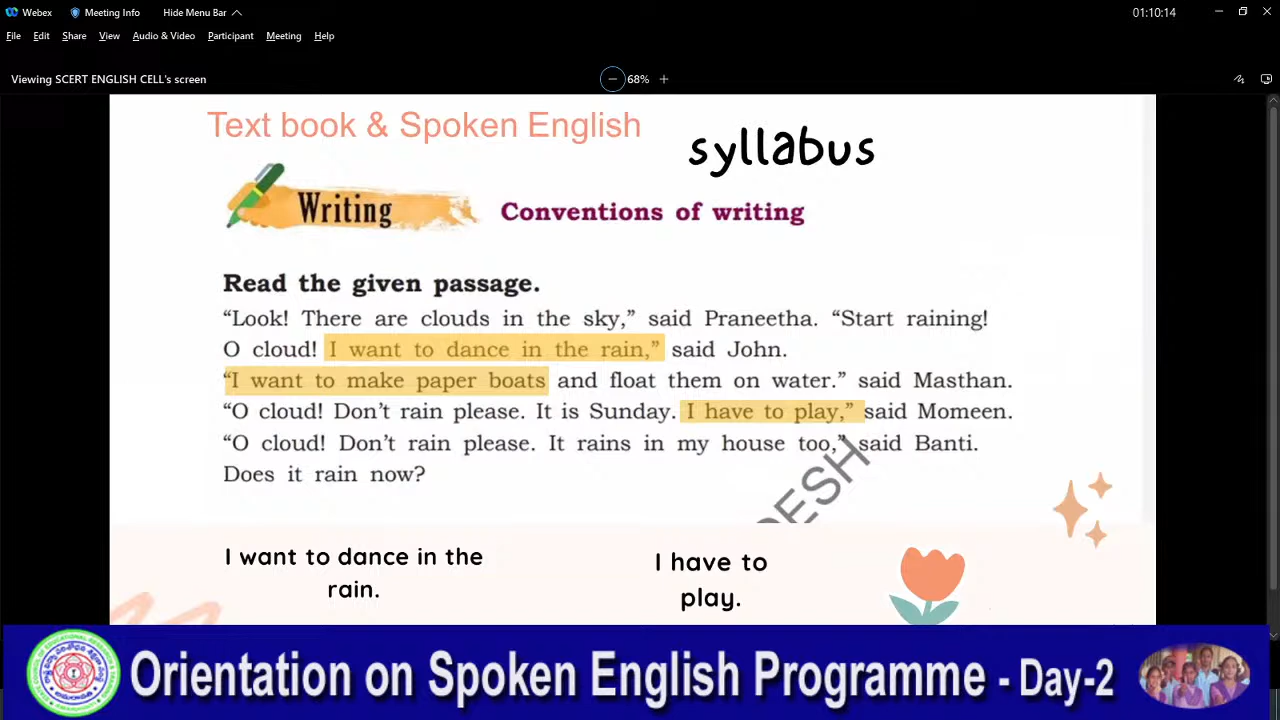 Webex Meeting Info Hide Menu Bar 01:10:14
File Edit Share View Audio & Video Participant Meeting Help
Viewing SCERT ENGLISH CELL's screen 68%
Text book & Spoken English
syllabus
Writing
Conventions of writing
Read the given passage.
“Look! There are clouds in the sky,” said Praneetha. “Start raining!
O cloud! I want to dance in the rain,” said John.
“I want to make paper boats and float them on water.” said Masthan.
“O cloud! Don’t rain please. It is Sunday. I have to play,” said Momeen.
“O cloud! Don’t rain please. It rains in my house too,” said Banti.
Does it rain now?
DESH
I want to dance in the
rain.
I have to
play.
Orientation on Spoken English Programme - Day-2